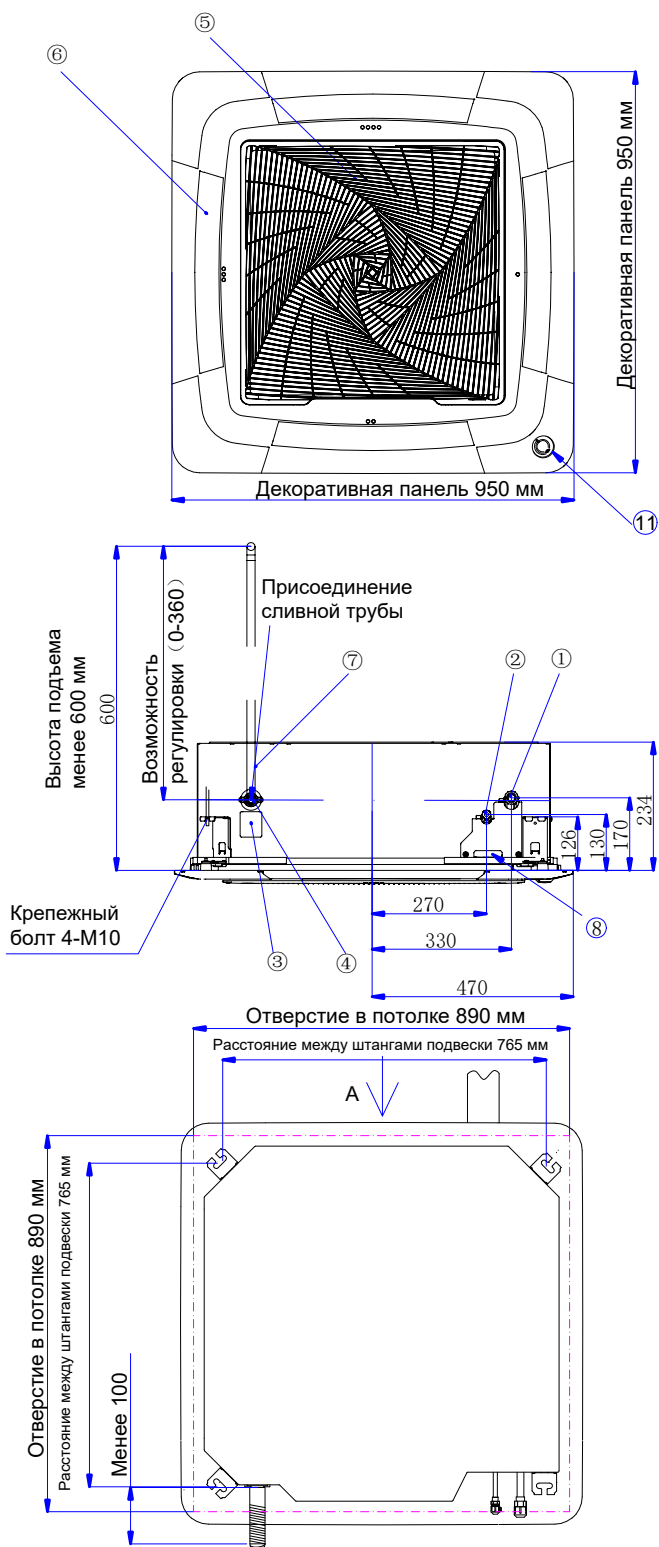 ⑤
⑥
Декоративная панель 950 мм
Декоративная панель 950 мм
⑪
Присоединение
сливной трубы
Высота подъема
менее 600 мм
600
Возможность
регулировки（0-360）
⑦
②
①
126
130
170
234
270
330
470
⑧
Крепежный
болт 4-M10
③
④
Отверстие в потолке 890 мм
Расстояние между штангами подвески 765 мм
A
Отверстие в потолке 890 мм
Расстояние между штангами подвески 765 мм
Менее 100